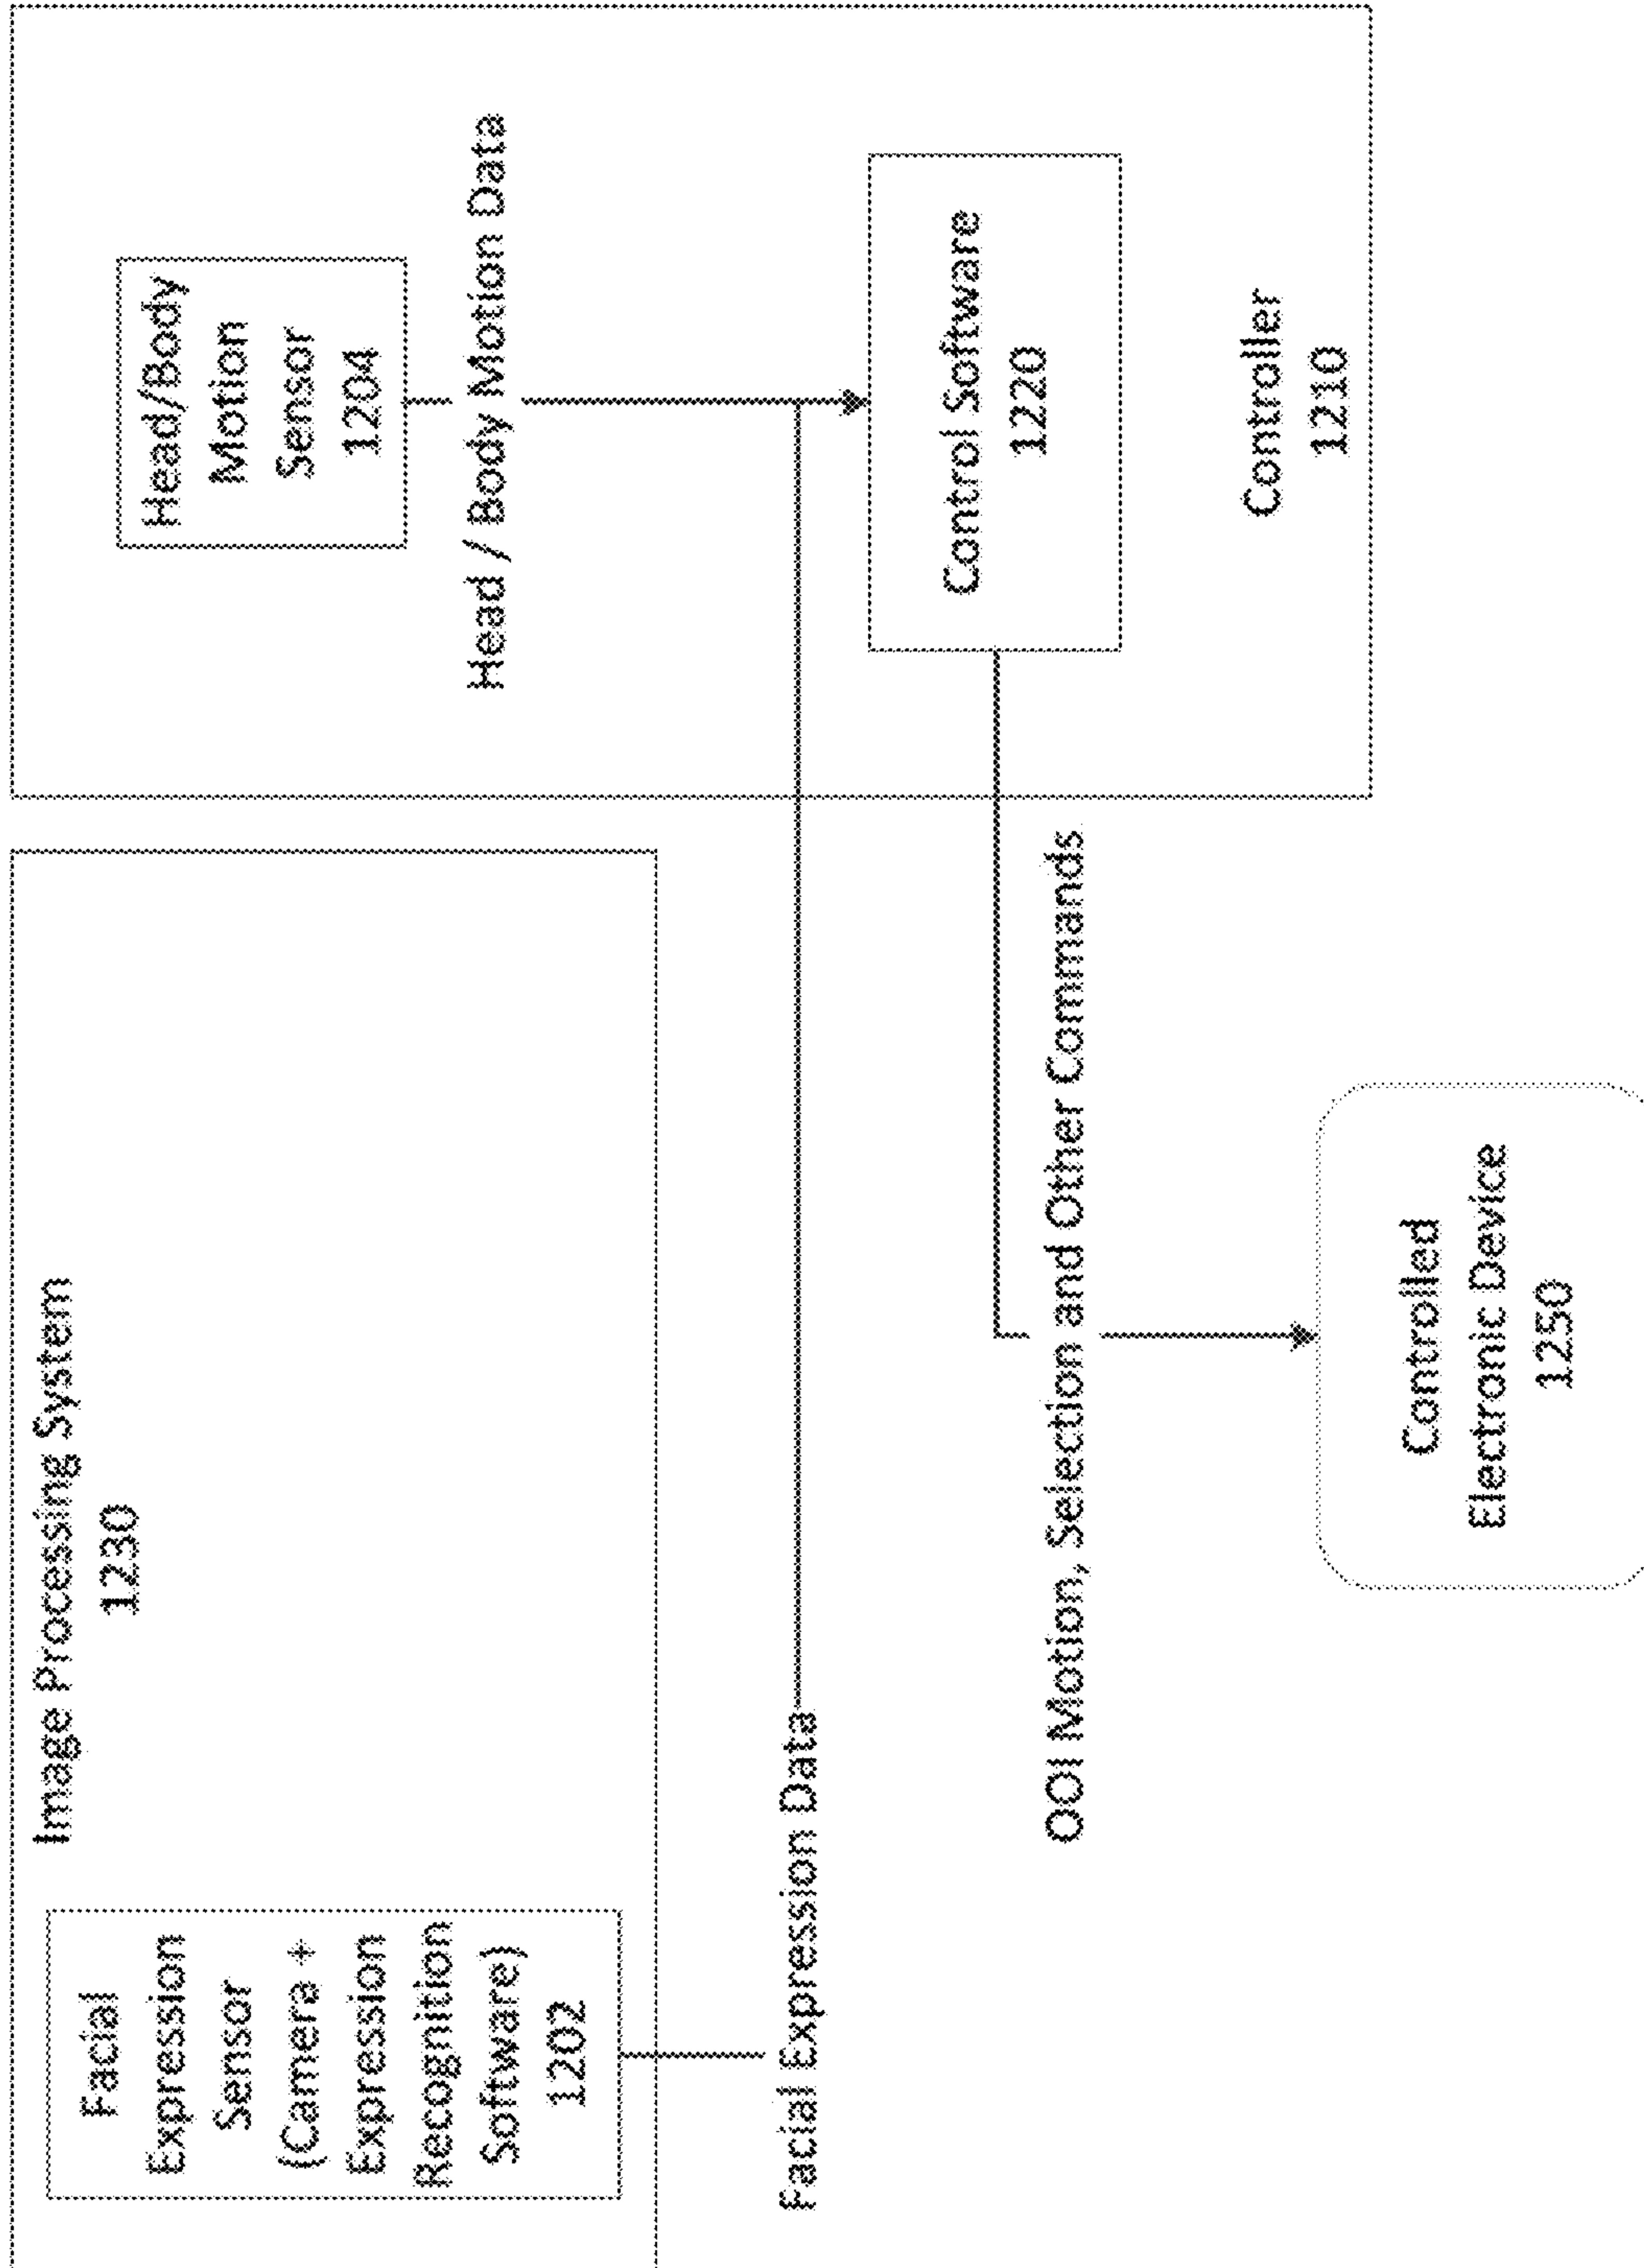 Image Processing System
1230
Facial
Expression
Sensor
(Camera +
Expression
Recognition
Software)
1202
Head/Body
Motion
Sensor
1204
Head / Body Motion Data
Facial Expression Data
Control Software
1220
OOI Motion, Selection and Other Commands
Controller
1210
Controlled
Electronic Device
1250